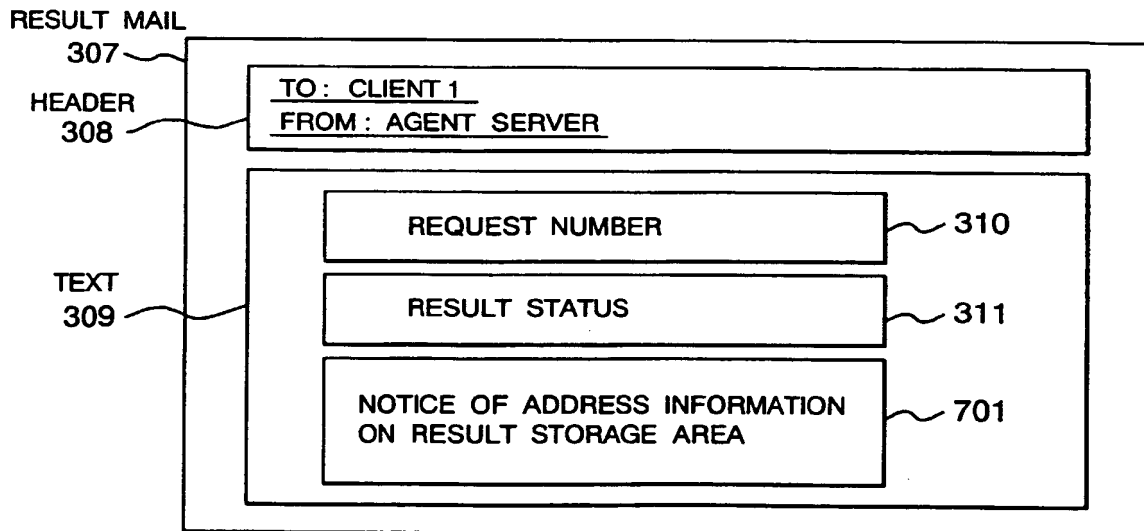 RESULT MAIL
307
HEADER
308
TO : CLIENT 1
FROM : AGENT SERVER
TEXT
309
REQUEST NUMBER
310
RESULT STATUS
311
NOTICE OF ADDRESS INFORMATION
ON RESULT STORAGE AREA
701